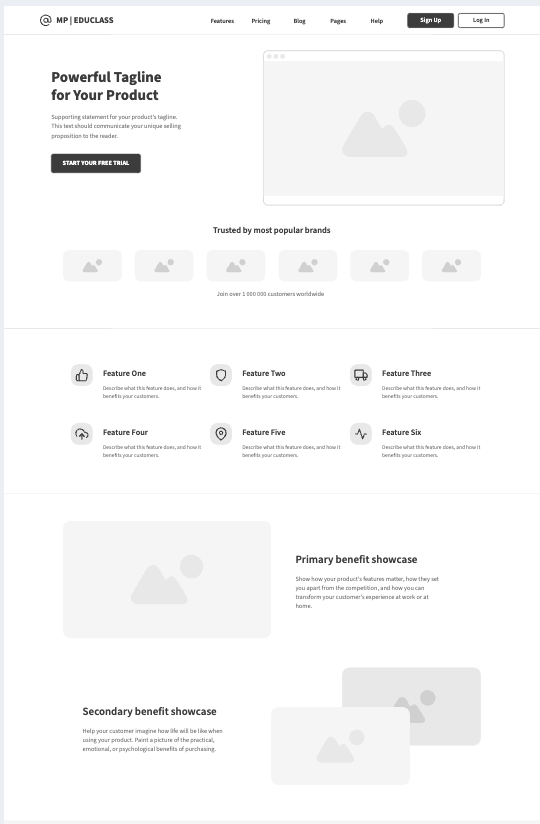 MP | EDUCLASS
Features Pricing Blog Pages Help Sign Up Log In
Powerful Tagline
for Your Product
Supporting statement for your product's tagline.
This text should communicate your unique selling
proposition to the reader.
START YOUR FREE TRIAL
Trusted by most popular brands
Join over 1 000 000 customers worldwide
Feature One
Describe what this feature does, and how it
benefits your customers.
Feature Two
Describe what this feature does, and how it
benefits your customers.
Feature Three
Describe what this feature does, and how it
benefits your customers.
Feature Four
Describe what this feature does, and how it
benefits your customers.
Feature Five
Describe what this feature does, and how it
benefits your customers.
Feature Six
Describe what this feature does, and how it
benefits your customers.
Primary benefit showcase
Show how your product's features matter, how they set
you apart from the competition, and how you can
transform your customer's experience at work or at
home.
Secondary benefit showcase
Help your customer imagine how life will be like when
using your product. Paint a picture of the practical,
emotional, or psychological benefits of purchasing.